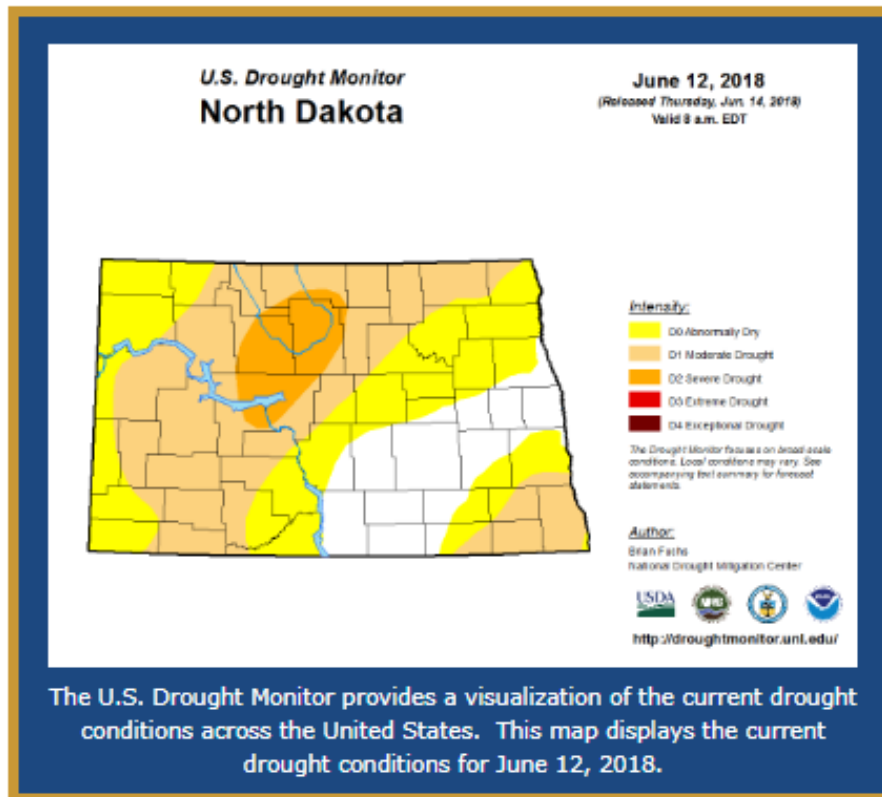 U.S. Drought Monitor
North Dakota
June 12, 2018
(Released Thursday, Jun. 14, 2018)
Valid 8 a.m. EDT
Intensity:
D0 Abnormally Dry
D1 Moderate Drought
D2 Severe Drought
D3 Extreme Drought
D4 Exceptional Drought
The Drought Monitor focuses on broad-scale
conditions. Local conditions may vary. See
accompanying text summary for forecast
statements.
Author:
Brian Fuchs
National Drought Mitigation Center
USDA
http://droughtmonitor.unl.edu/
The U.S. Drought Monitor provides a visualization of the current drought
conditions across the United States. This map displays the current
drought conditions for June 12, 2018.